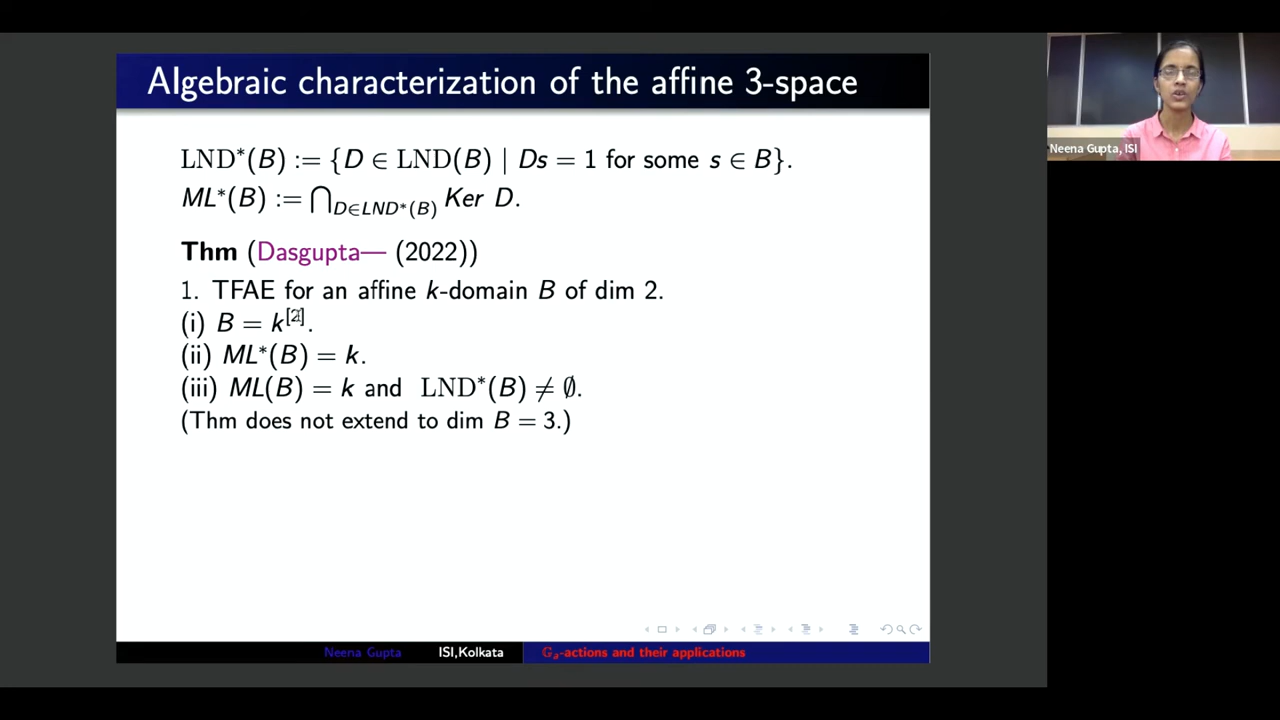 Algebraic characterization of the affine 3-space
LND*(B) := {D ∈ LND(B) | Ds = 1 for some s ∈ B}.
ML*(B) := ⋂_{D∈LND*(B)} Ker D.
Thm (Dasgupta— (2022))
1. TFAE for an affine k-domain B of dim 2.
(i) B = k^{[2]}.
(ii) ML*(B) = k.
(iii) ML(B) = k and LND*(B) ≠ ∅.
(Thm does not extend to dim B = 3.)
Neena Gupta ISI,Kolkata 𝔾ₐ-actions and their applications
Neena Gupta, ISI